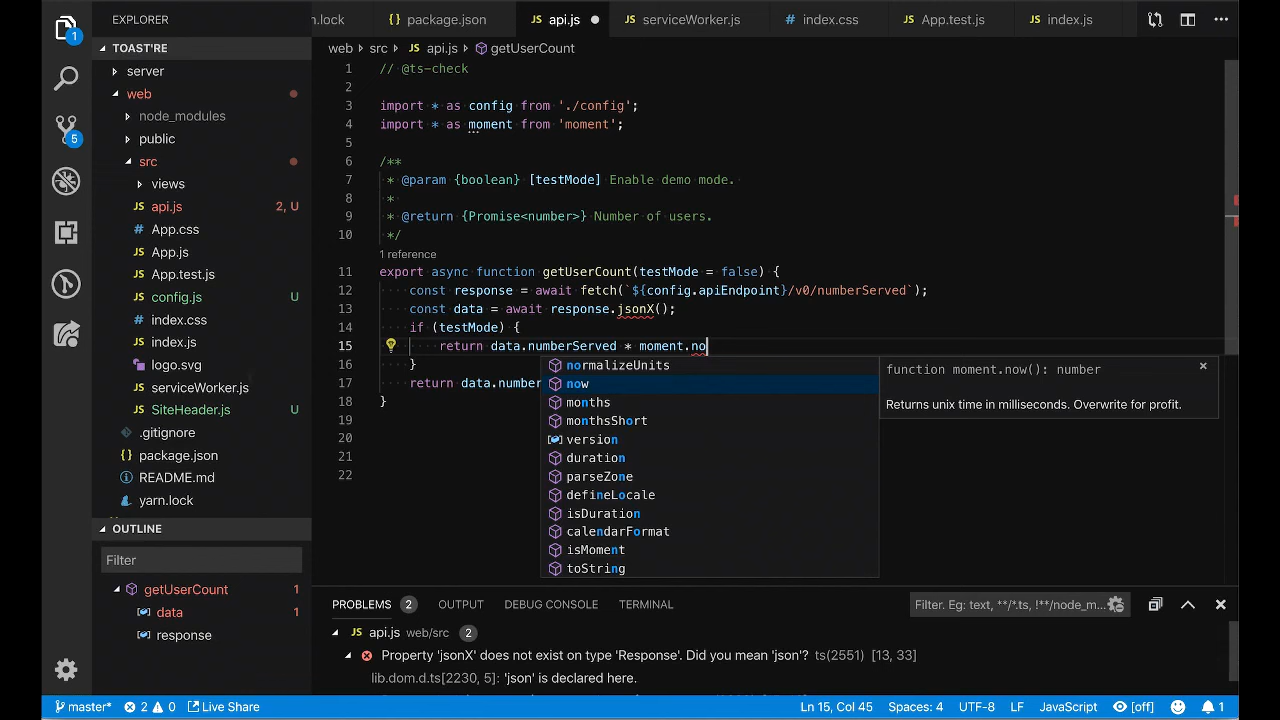 EXPLORER
n.lock
package.json
api.js
serviceWorker.js
index.css
App.test.js
index.js
TOAST'RE
web › src › api.js › getUserCount
1
5
server
web
node_modules
public
src
views
api.js 2, U
App.css
App.js
App.test.js
config.js U
index.css
index.js
logo.svg
serviceWorker.js
SiteHeader.js U
.gitignore
package.json
README.md
yarn.lock
OUTLINE
Filter
getUserCount 1
data 1
response
1 // @ts-check
2
3 import * as config from './config';
4 import * as moment from 'moment';
5
6 /**
7 * @param {boolean} [testMode] Enable demo mode.
8 *
9 * @return {Promise<number>} Number of users.
10 */
1 reference
11 export async function getUserCount(testMode = false) {
12 const response = await fetch(`${config.apiEndpoint}/v0/numberServed`);
13 const data = await response.jsonX();
14 if (testMode) {
15 return data.numberServed * moment.no
16 }
17 return data.number
18 }
19
20
21
22
normalizeUnits
now
months
monthsShort
version
duration
parseZone
defineLocale
isDuration
calendarFormat
isMoment
toString
function moment.now(): number
Returns unix time in milliseconds. Overwrite for profit.
PROBLEMS 2 OUTPUT DEBUG CONSOLE TERMINAL
Filter. Eg: text, **/*.ts, !**/node_m...
api.js web/src 2
Property 'jsonX' does not exist on type 'Response'. Did you mean 'json'? ts(2551) [13, 33]
lib.dom.d.ts[2230, 5]: 'json' is declared here.
master* 2 0 Live Share Ln 15, Col 45 Spaces: 4 UTF-8 LF JavaScript [off] 1